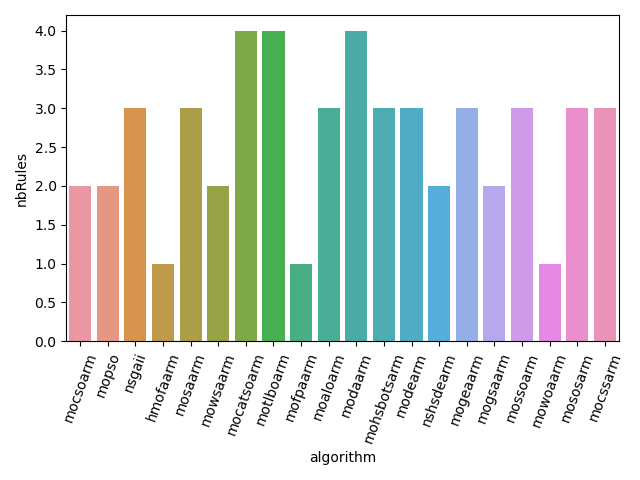 4.0
3.5
3.0
2.5
2.0
1.5
1.0
0.5
0.0
nbRules
mocsoarm
mopso
nsgaii
hmofaarm
mosaarm
mowsaarm
mocatsoarm
motlboarm
mofpaarm
moaloarm
modaarm
mohsbotsarm
modearm
nshsdearm
mogeaarm
mogsaarm
mossoarm
mowoaarm
mososarm
mocssarm
algorithm